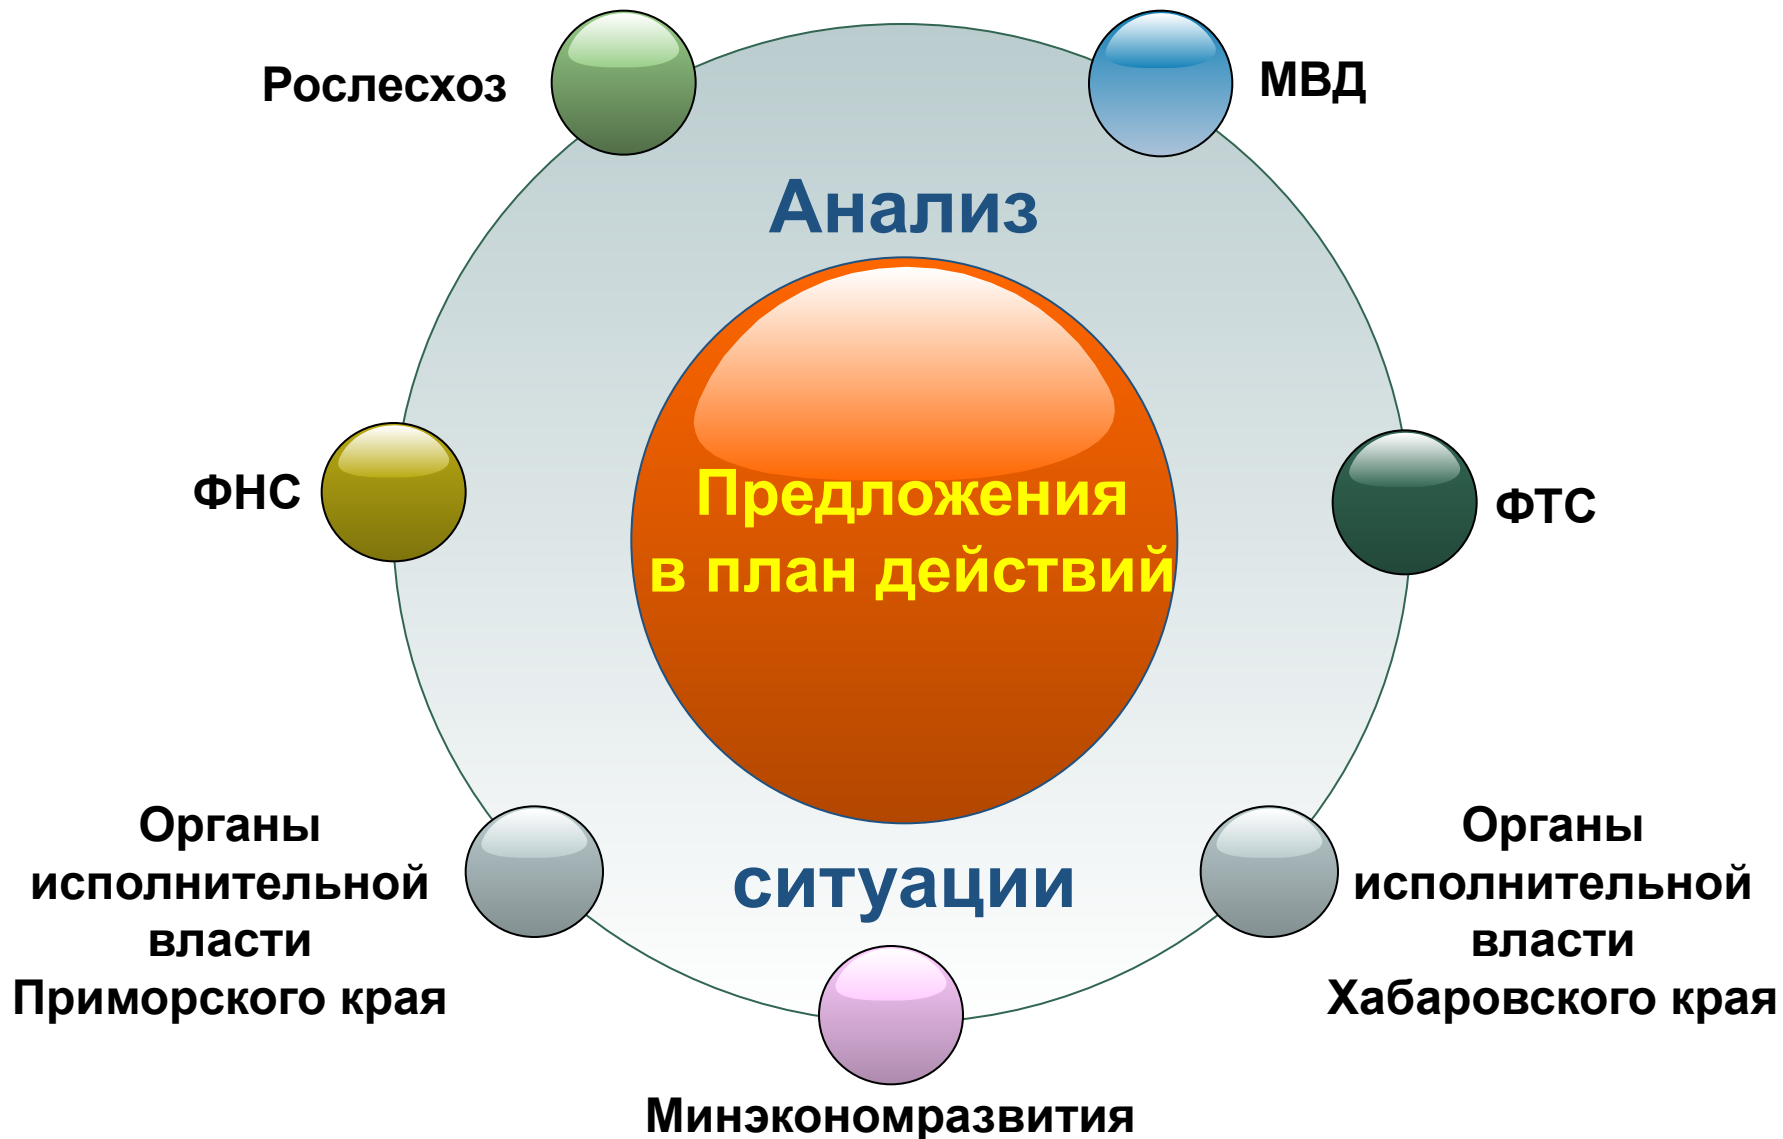 Рослесхоз
МВД
Анализ
ФНС
Предложения
в план действий
ФТС
Органы
исполнительной
власти
Приморского края
ситуации
Органы
исполнительной
власти
Хабаровского края
Минэкономразвития